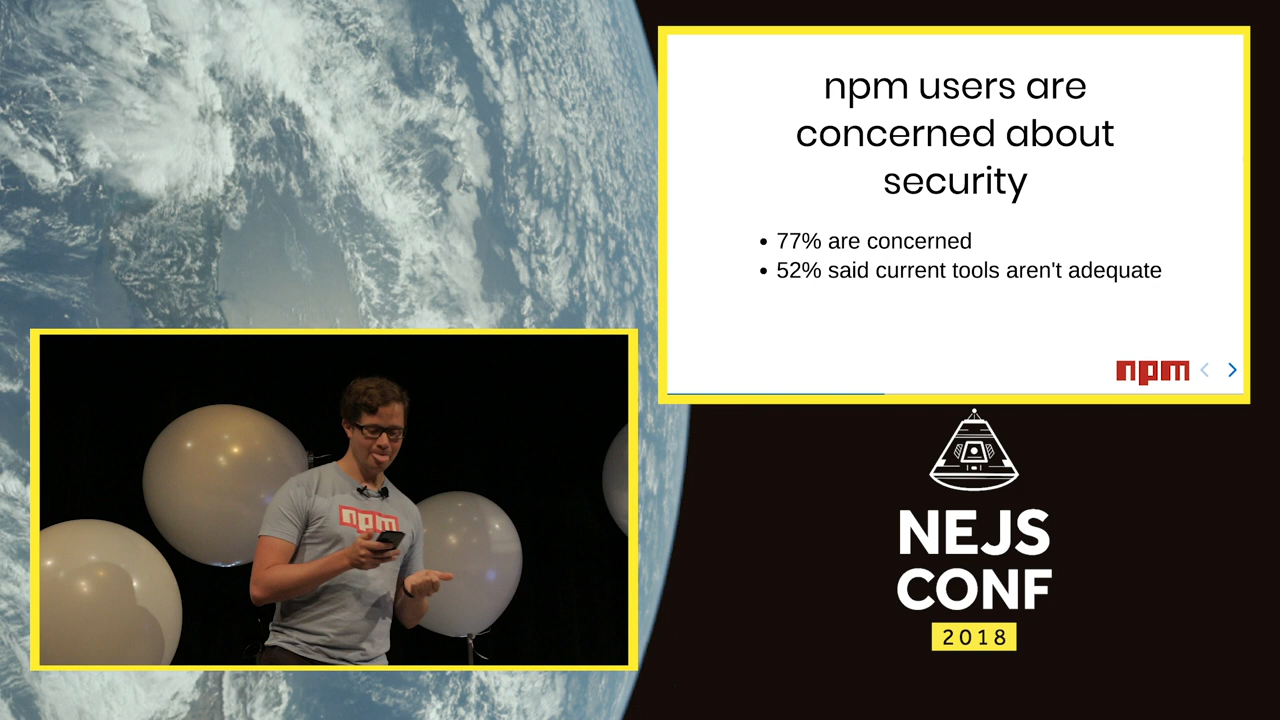 npm users are
concerned about
security
• 77% are concerned
• 52% said current tools aren't adequate
npm
npm
NEJS
CONF
2018